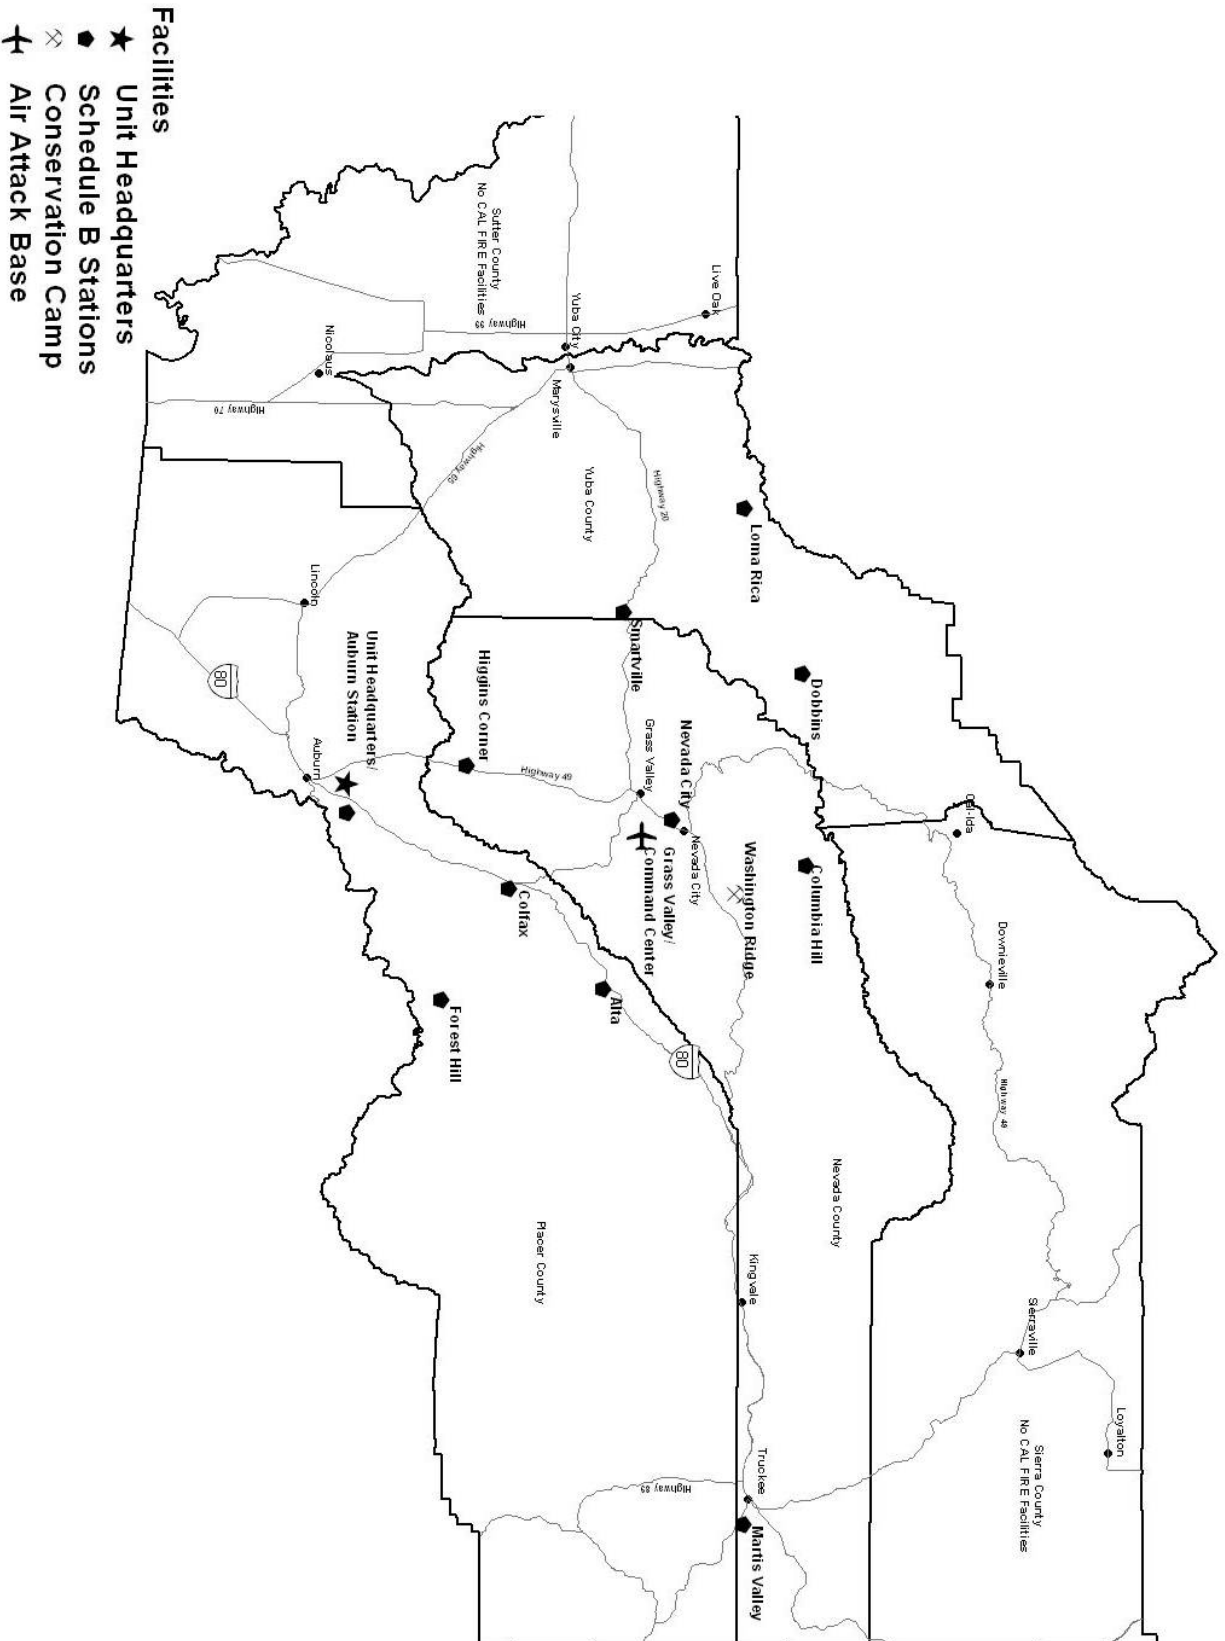 Facilities
Unit Headquarters
Schedule B Stations
Conservation Camp
Air Attack Base
Sierra County
No CAL FIRE Facilities
Loyalton
Sierraville
Highway 49
Downieville
Cal-Ida
Nevada County
Columbia Hill
Dobbins
Washington Ridge
Kingvale
Truckee
Martis Valley
Highway 89
Loma Rica
Live Oak
Highway 20
Smartville
Grass Valley
Nevada City
Nevada City
Grass Valley/
Command Center
80
Yuba City
Marysville
Yuba County
Sutter County
No CAL FIRE Facilities
Highway 99
Highway 65
Highway 49
Higgins Corner
Alta
Colfax
Placer County
Forest Hill
Nicolaus
Highway 70
Lincoln
Unit Headquarters/
Auburn Station
Auburn
80